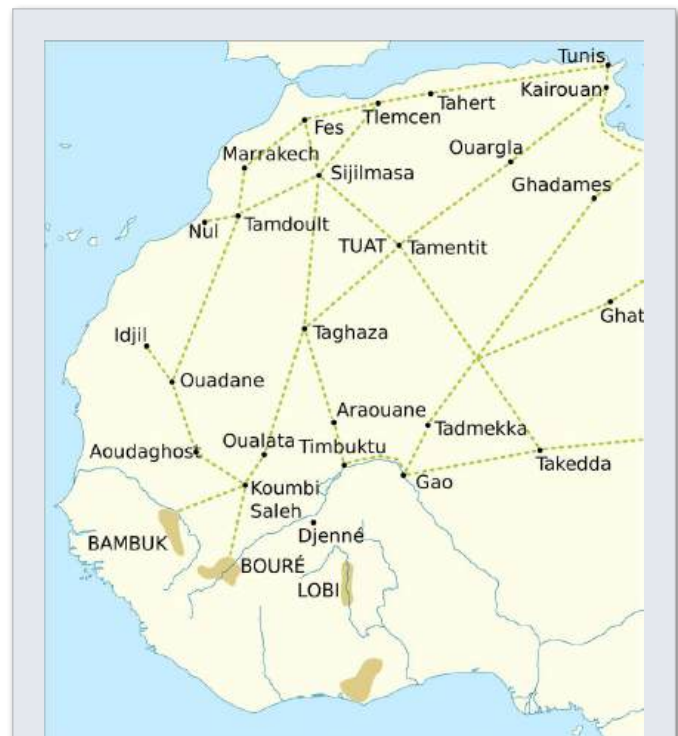 Tunis
Kairouan
Tahert
Tlemcen
Fes
Ouargla
Marrakech
Sijilmasa
Ghadames
Nul
Tamdoult
TUAT
Tamentit
Ghat
Idjil
Taghaza
Ouadane
Araouane
Tadmekka
Aoudaghost
Oualata
Timbuktu
Takedda
Gao
Koumbi
Saleh
Djenné
BAMBUK
BOURÉ
LOBI